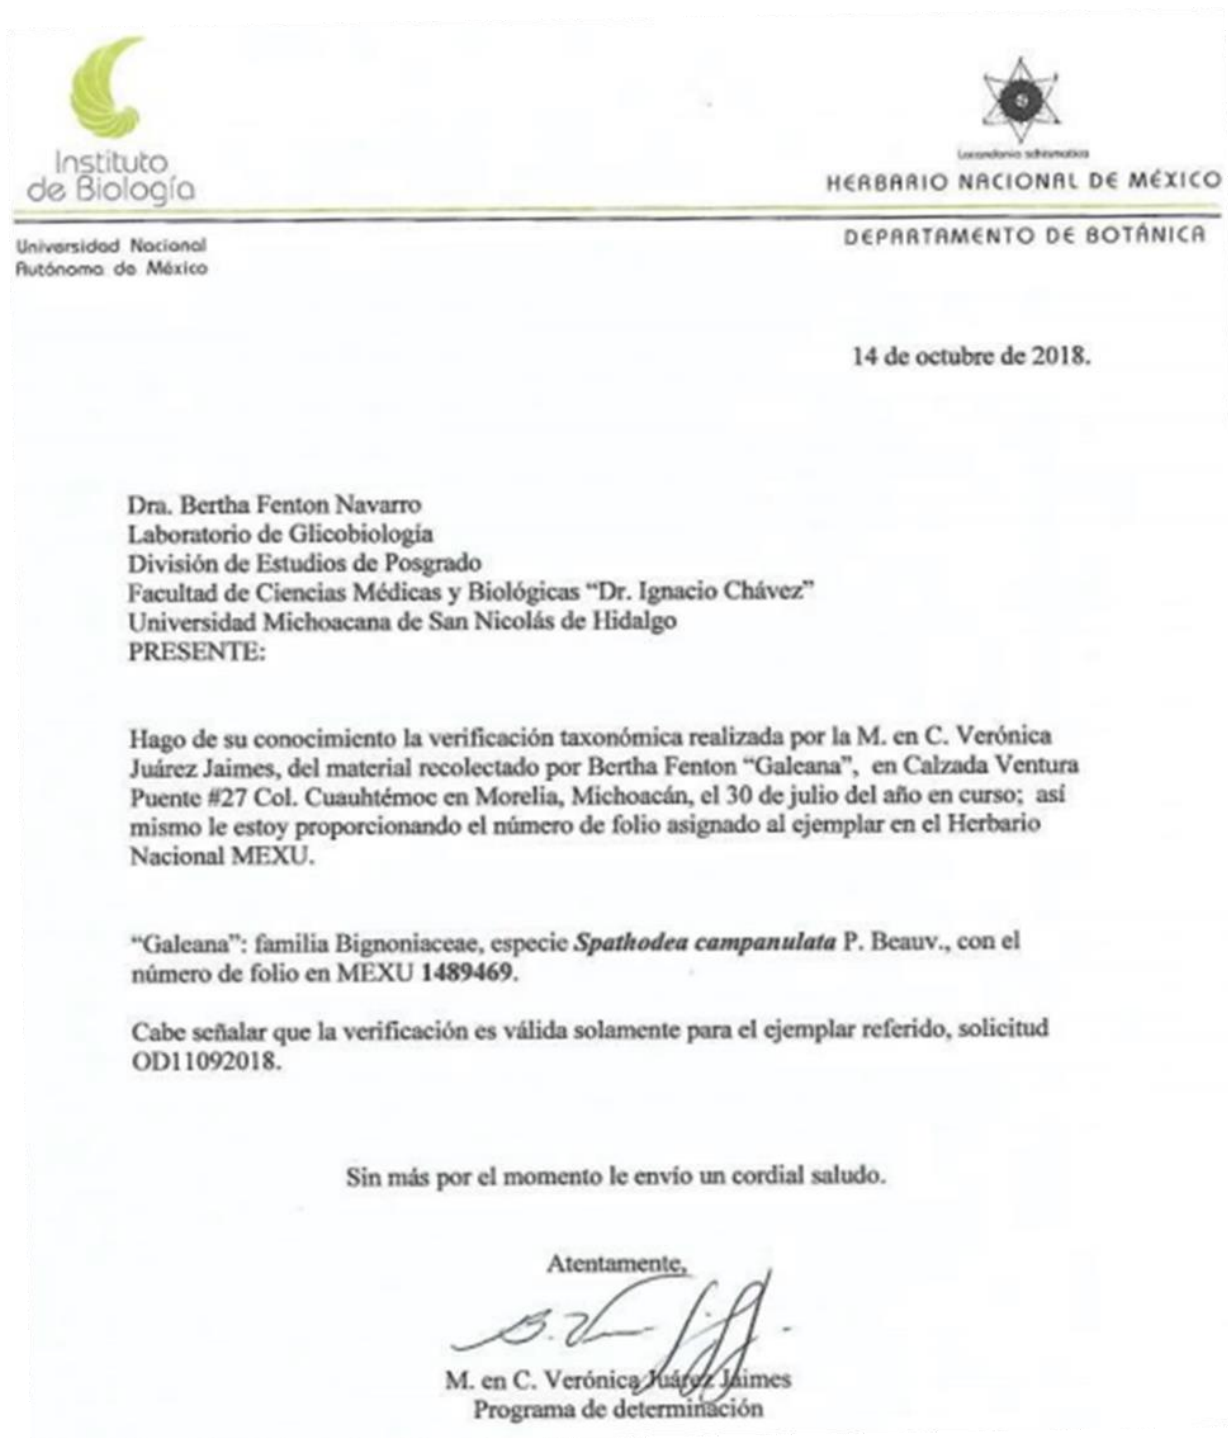 Instituto
de Biología
Lacandonia schismatica
HERBARIO NACIONAL DE MÉXICO
Universidad Nacional
Autónoma de México
DEPARTAMENTO DE BOTÁNICA
14 de octubre de 2018.
Dra. Bertha Fenton Navarro
Laboratorio de Glicobiología
División de Estudios de Posgrado
Facultad de Ciencias Médicas y Biológicas “Dr. Ignacio Chávez”
Universidad Michoacana de San Nicolás de Hidalgo
PRESENTE:
Hago de su conocimiento la verificación taxonómica realizada por la M. en C. Verónica
Juárez Jaimes, del material recolectado por Bertha Fenton “Galeana”, en Calzada Ventura
Puente #27 Col. Cuauhtémoc en Morelia, Michoacán, el 30 de julio del año en curso; así
mismo le estoy proporcionando el número de folio asignado al ejemplar en el Herbario
Nacional MEXU.
“Galeana”: familia Bignoniaceae, especie Spathodea campanulata P. Beauv., con el
número de folio en MEXU 1489469.
Cabe señalar que la verificación es válida solamente para el ejemplar referido, solicitud
OD11092018.
Sin más por el momento le envío un cordial saludo.
Atentamente,
M. en C. Verónica Juárez Jaimes
Programa de determinación